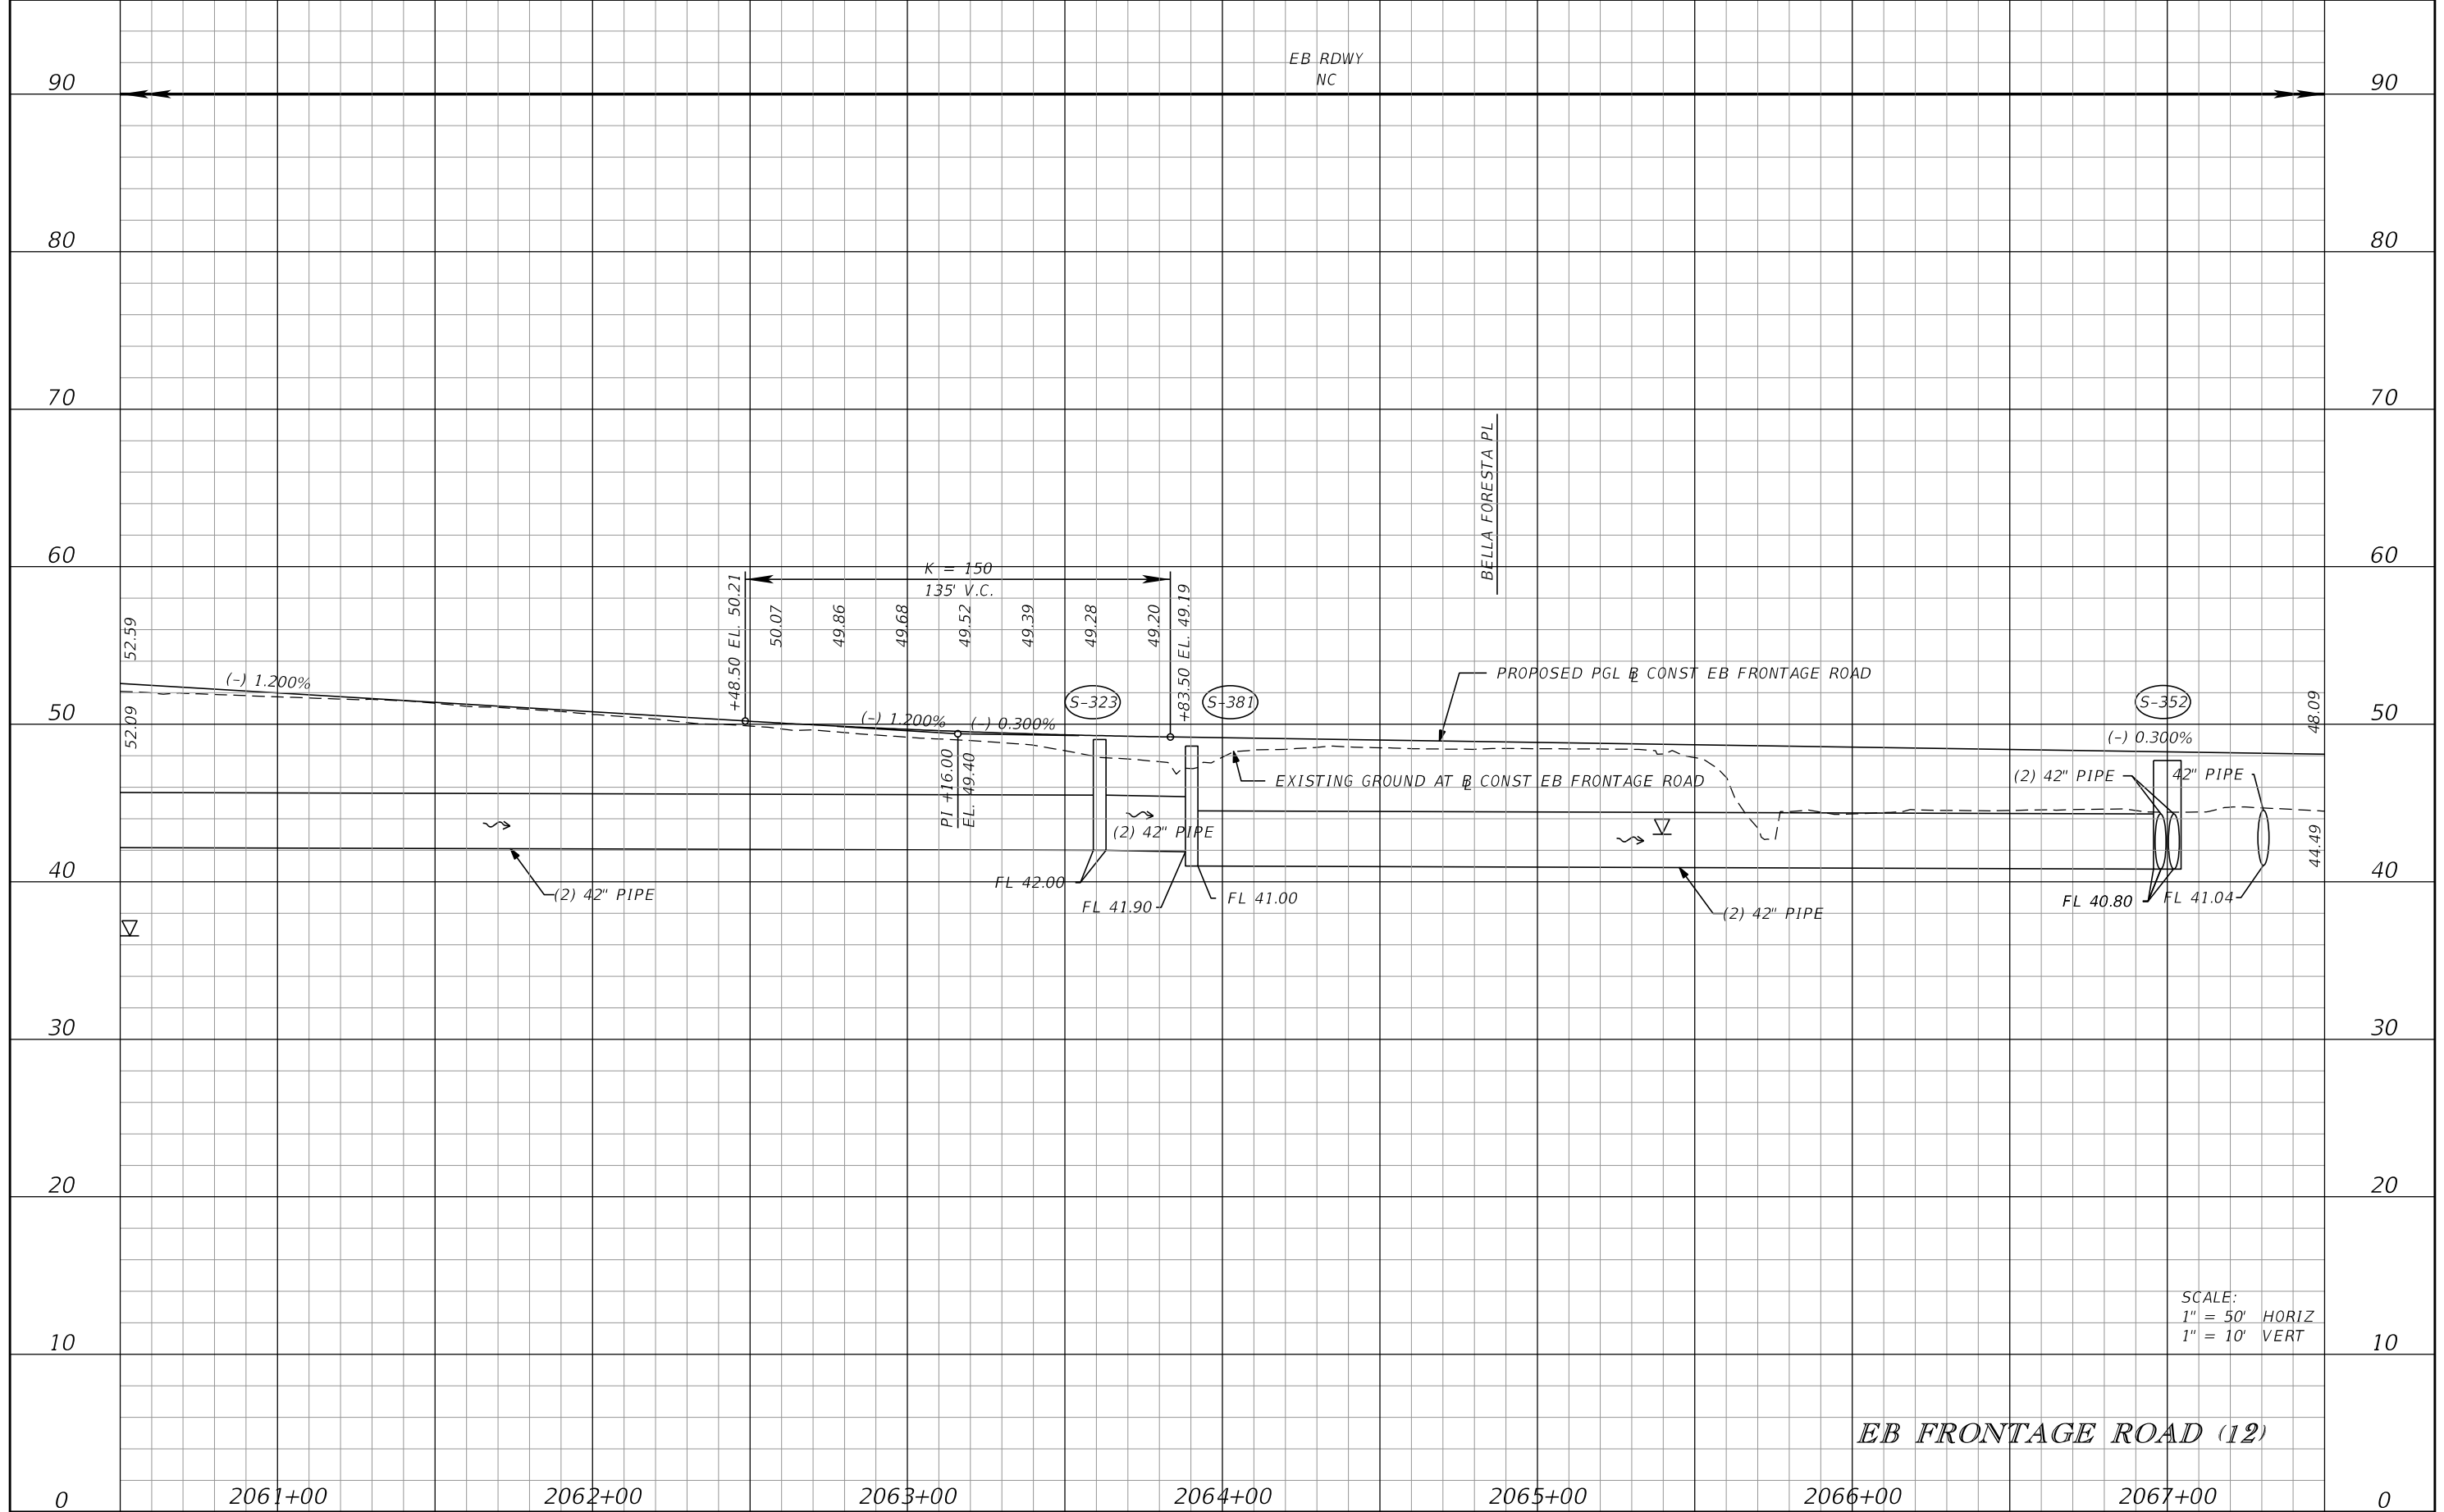 EB RDWY
NC
90
90
80
80
70
70
BELLA FORESTA PL
60
60
K = 150
135' V.C.
+48.50 EL. 50.21
50.07
49.86
49.68
49.52
49.39
49.28
49.20
+83.50 EL. 49.19
52.59
(-) 1.200%
52.09
PROPOSED PGL ℄ CONST EB FRONTAGE ROAD
S-323
S-381
S-352
48.09
50
50
(-) 1.200%
(-) 0.300%
(-) 0.300%
PI +16.00
EL. 49.40
EXISTING GROUND AT ℄ CONST EB FRONTAGE ROAD
(2) 42" PIPE
42" PIPE
(2) 42" PIPE
44.49
40
40
FL 42.00
(2) 42" PIPE
FL 41.90
FL 41.00
(2) 42" PIPE
FL 40.80
FL 41.04
30
30
20
20
SCALE:
1" = 50' HORIZ
1" = 10' VERT
10
10
EB FRONTAGE ROAD
0
2061+00
2062+00
2063+00
2064+00
2065+00
2066+00
2067+00
0